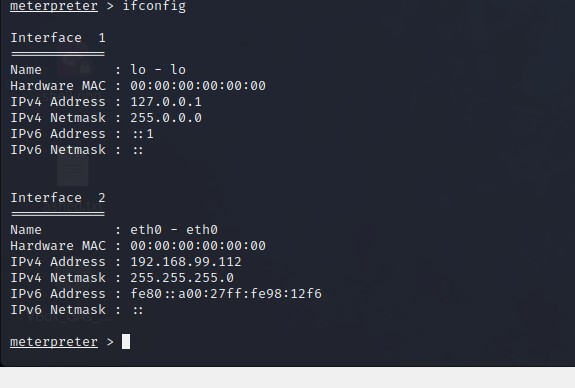 meterpreter > ifconfig
Interface  1
============
Name         : lo - lo
Hardware MAC : 00:00:00:00:00:00
IPv4 Address : 127.0.0.1
IPv4 Netmask : 255.0.0.0
IPv6 Address : ::1
IPv6 Netmask : ::
Interface  2
============
Name         : eth0 - eth0
Hardware MAC : 00:00:00:00:00:00
IPv4 Address : 192.168.99.112
IPv4 Netmask : 255.255.255.0
IPv6 Address : fe80::a00:27ff:fe98:12f6
IPv6 Netmask : ::
meterpreter >